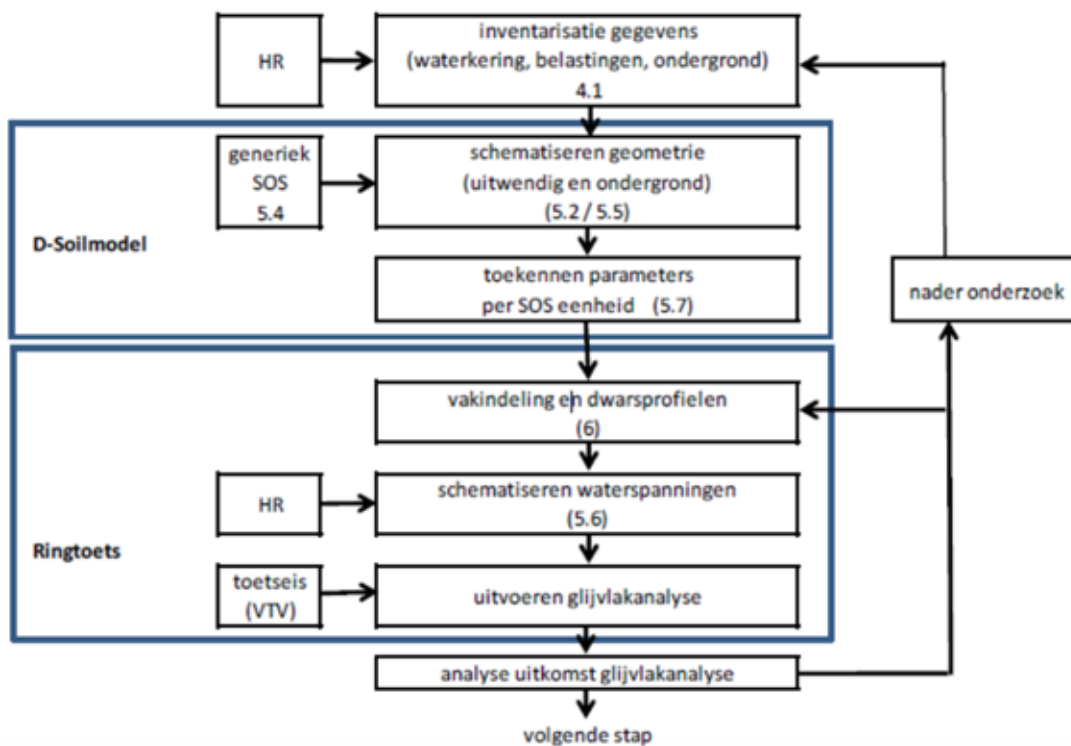 HR
inventarisatie gegevens
(waterkering, belastingen, ondergrond)
4.1
generiek
SOS
5.4
schematiseren geometrie
(uitwendig en ondergrond)
(5.2 / 5.5)
D-Soilmodel
toekennen parameters
per SOS eenheid (5.7)
nader onderzoek
vakindeling en dwarsprofielen
(6)
HR
schematiseren waterspanningen
(5.6)
Ringtoets
toetseis
(VTV)
uitvoeren glijvlakanalyse
analyse uitkomst glijvlakanalyse
volgende stap